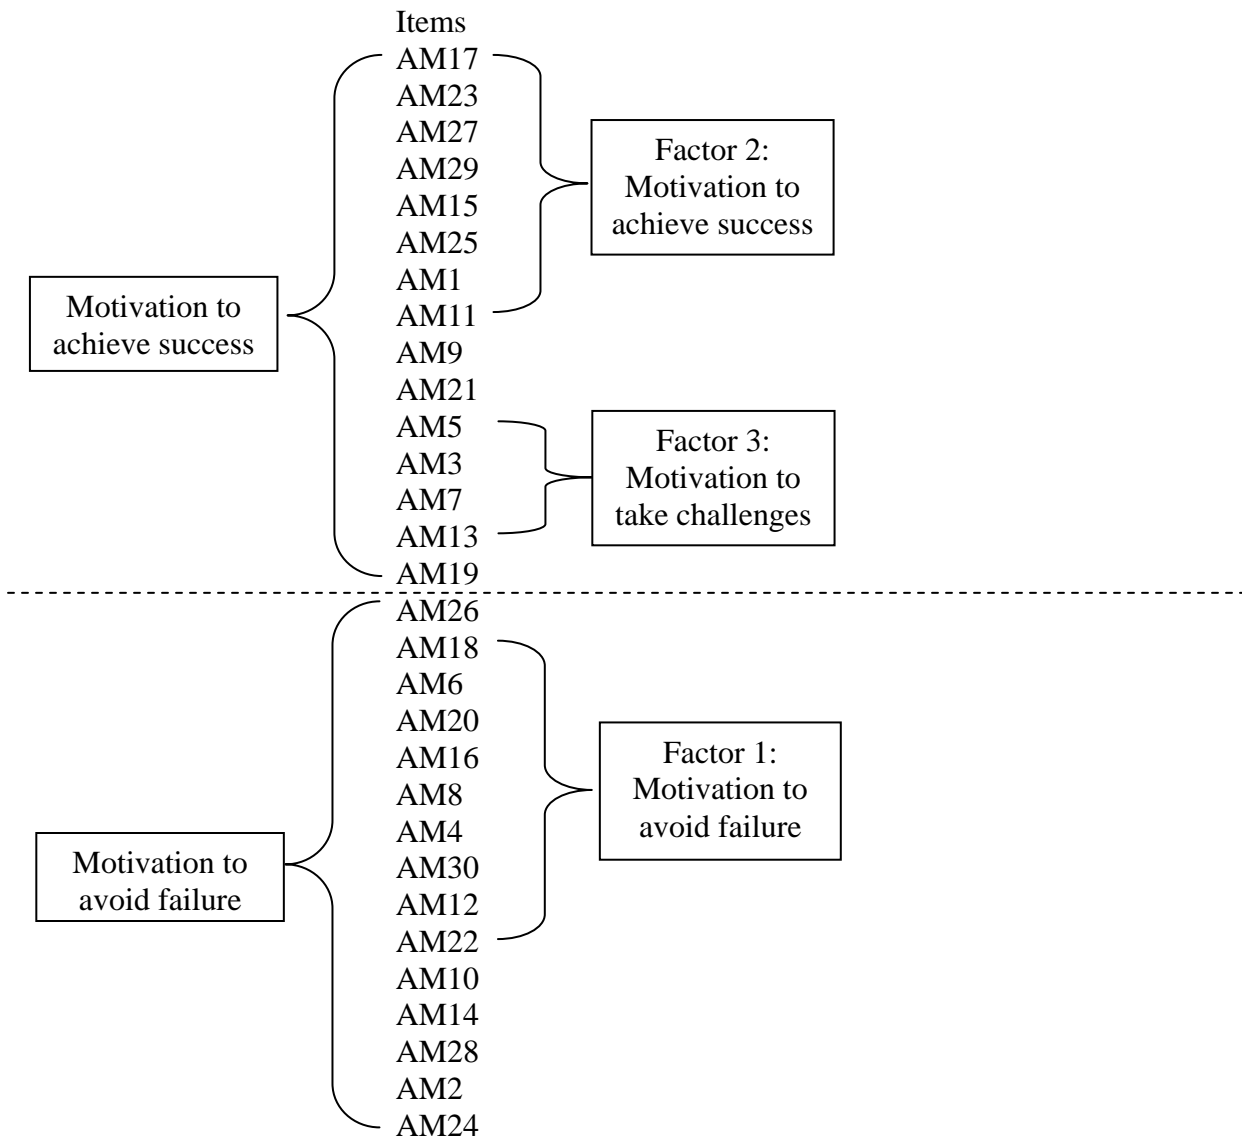 Items
AM17
AM23
AM27
AM29
AM15
AM25
AM1
AM11
AM9
AM21
AM5
AM3
AM7
AM13
AM19
Motivation to
achieve success
Factor 2:
Motivation to
achieve success
Factor 3:
Motivation to
take challenges
AM26
AM18
AM6
AM20
AM16
AM8
AM4
AM30
AM12
AM22
AM10
AM14
AM28
AM2
AM24
Motivation to
avoid failure
Factor 1:
Motivation to
avoid failure